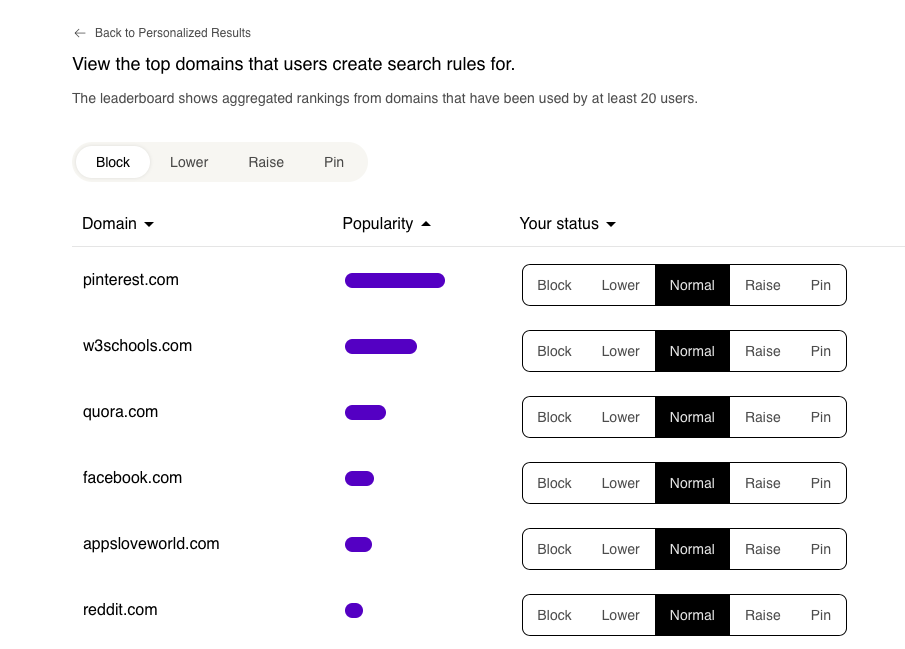 Back to Personalized Results
View the top domains that users create search rules for.
The leaderboard shows aggregated rankings from domains that have been used by at least 20 users.
Block Lower Raise Pin
Domain Popularity Your status
pinterest.com Block Lower Normal Raise Pin
w3schools.com Block Lower Normal Raise Pin
quora.com Block Lower Normal Raise Pin
facebook.com Block Lower Normal Raise Pin
appsloveworld.com Block Lower Normal Raise Pin
reddit.com Block Lower Normal Raise Pin